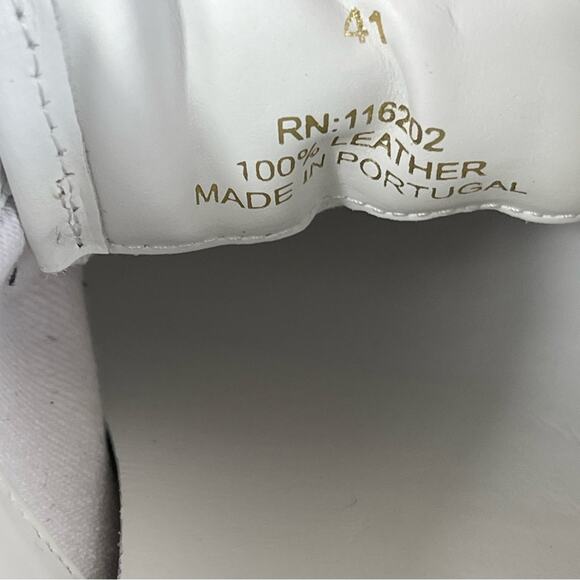 41
RN:116202
100% LEATHER
MADE IN PORTUGAL